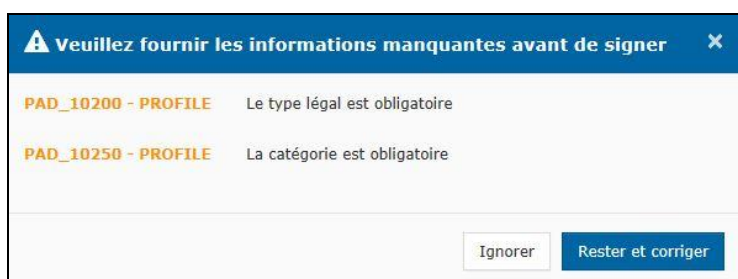 Veuillez fournir les informations manquantes avant de signer ×
PAD_10200 - PROFILE Le type légal est obligatoire
PAD_10250 - PROFILE La catégorie est obligatoire
Ignorer Rester et corriger